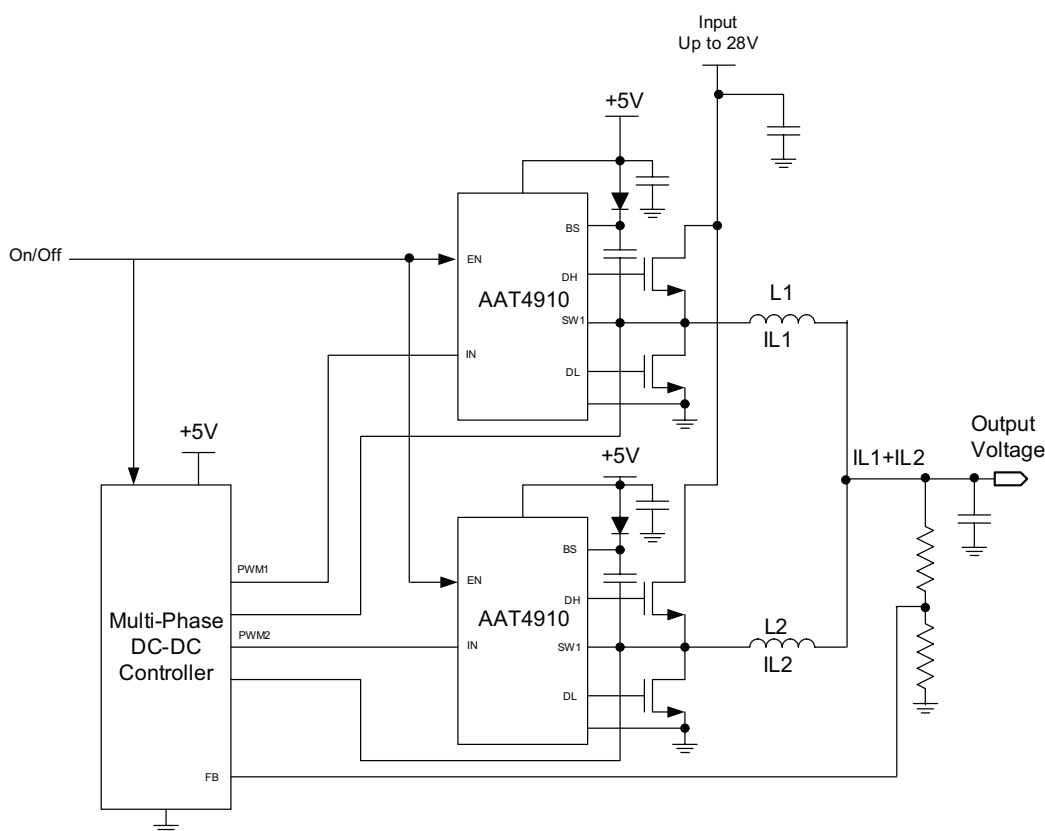 Input
Up to 28V
+5V
On/Off
EN
BS
DH
AAT4910
SW1
IN
DL
L1
IL1
+5V
+5V
Output
Voltage
IL1+IL2
BS
EN
DH
AAT4910
SW1
IN
DL
L2
IL2
PWM1
Multi-Phase
DC-DC
Controller
PWM2
FB